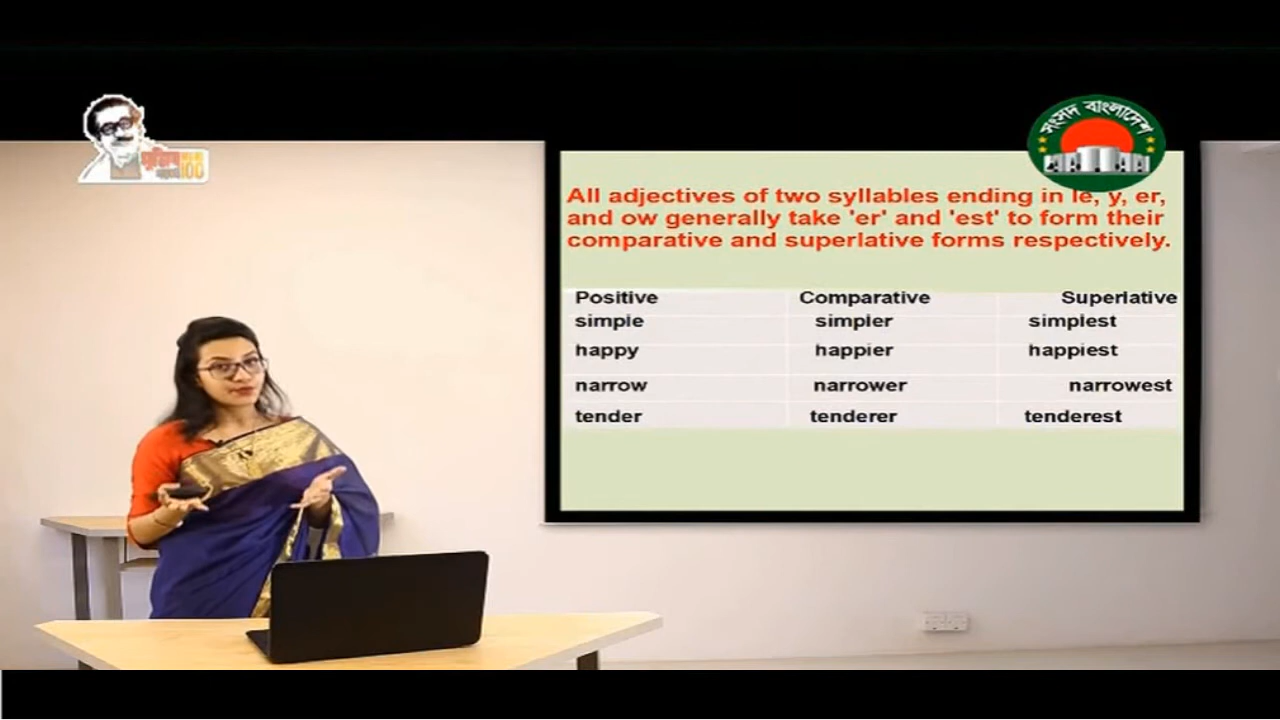 সংসদ বাংলাদেশ
100
All adjectives of two syllables ending in le, y, er,
and ow generally take 'er' and 'est' to form their
comparative and superlative forms respectively.
Positive Comparative Superlative
simple simpler simplest
happy happier happiest
narrow narrower narrowest
tender tenderer tenderest